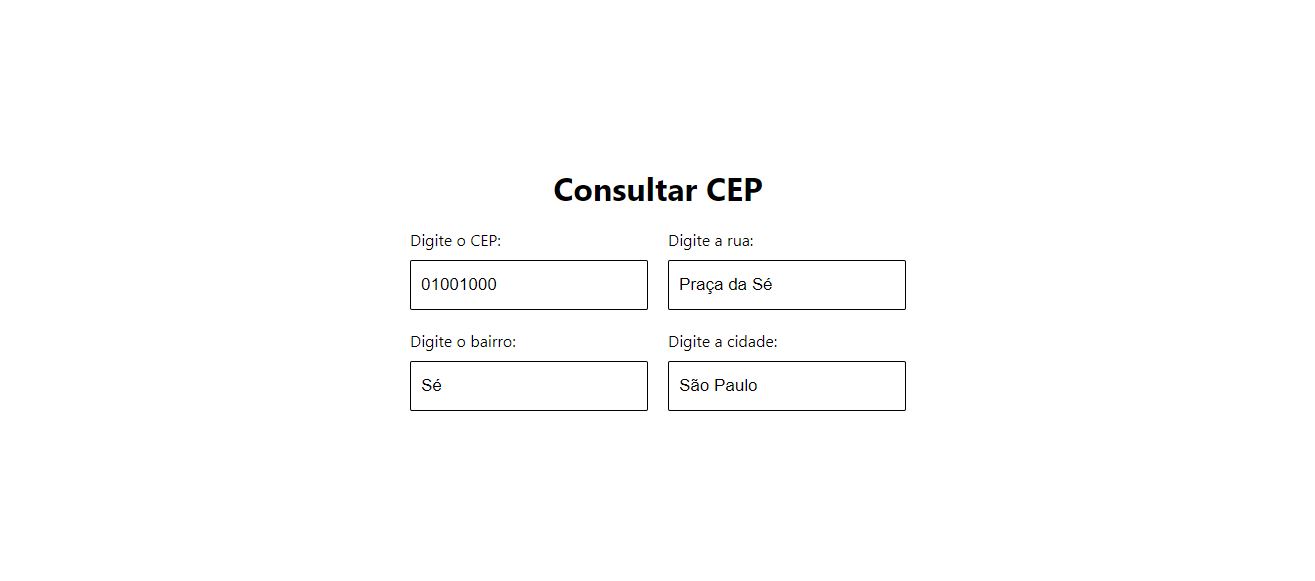 Consultar CEP
Digite o CEP:
Digite a rua:
01001000
Praça da Sé
Digite o bairro:
Digite a cidade:
Sé
São Paulo